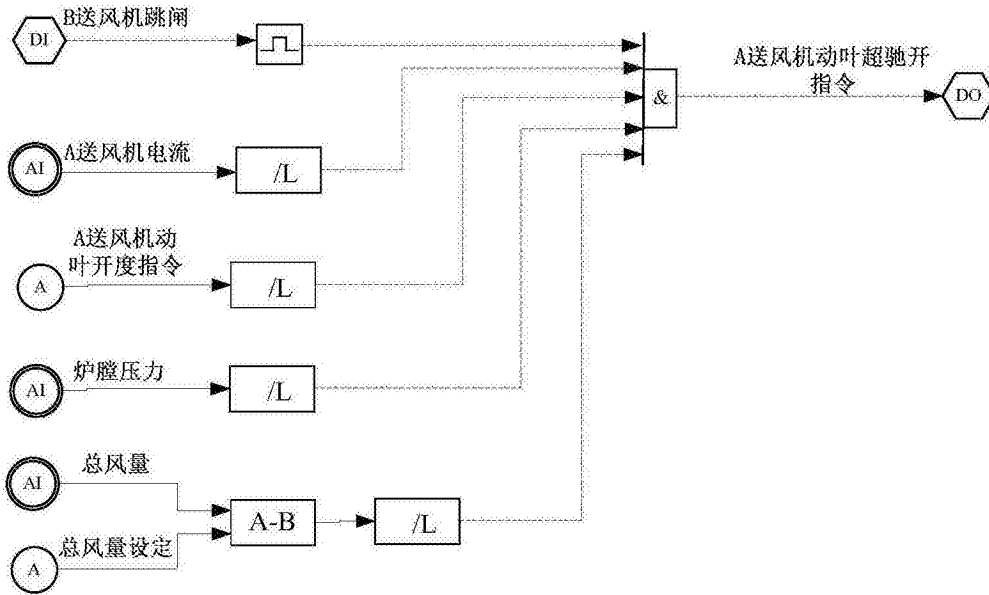 B送风机跳闸
DI
A送风机动叶超驰开
指令
&
DO
A送风机电流
AI
/L
A送风机动
叶开度指令
A
/L
炉膛压力
AI
/L
总风量
AI
A-B
/L
总风量设定
A